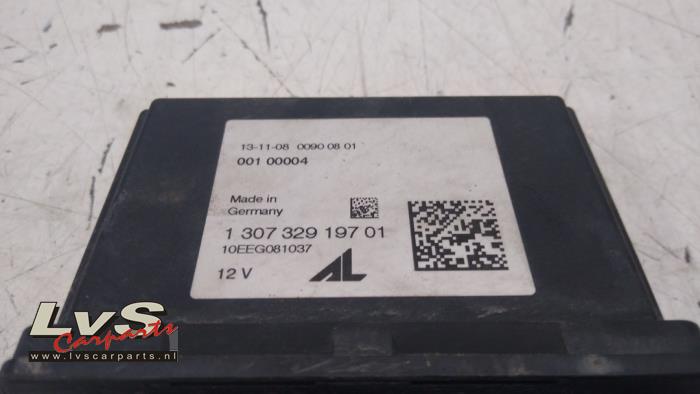 13-11-08 0090 08 01
001 00004
Made in
Germany
1 307 329 197 01
10EEG081037
12 V
AL
LvS
Carparts
www.lvscarparts.nl